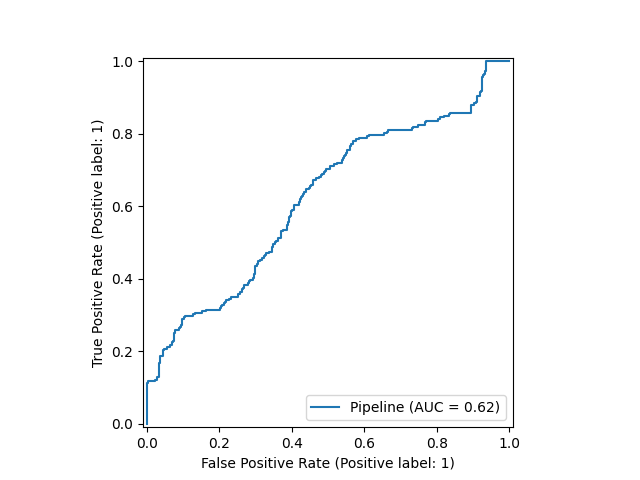 1.0
0.8
0.6
0.4
0.2
0.0
True Positive Rate (Positive label: 1)
Pipeline (AUC = 0.62)
0.0 0.2 0.4 0.6 0.8 1.0
False Positive Rate (Positive label: 1)